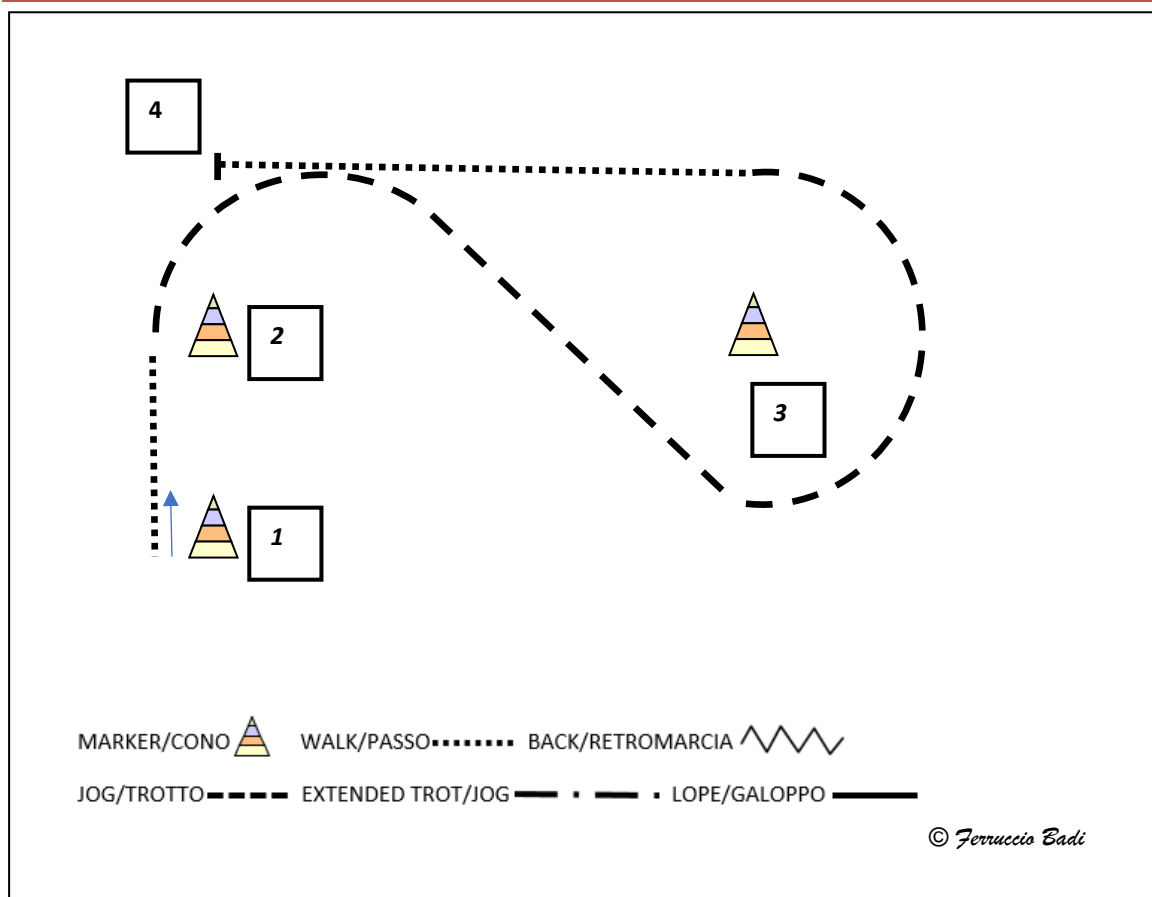 4
2
3
1
MARKER/CONO WALK/PASSO BACK/RETROMARCIA
JOG/TROTTO EXTENDED TROT/JOG LOPE/GALOPPO
© Ferruccio Badi